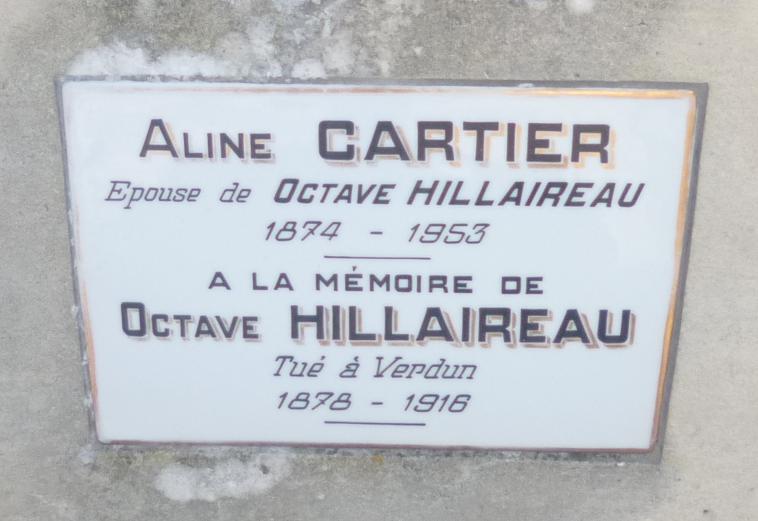 ALINE CARTIER
Epouse de OCTAVE HILLAIREAU
1874 - 1953
A LA MÉMOIRE DE
OCTAVE HILLAIREAU
Tué à Verdun
1878 - 1916